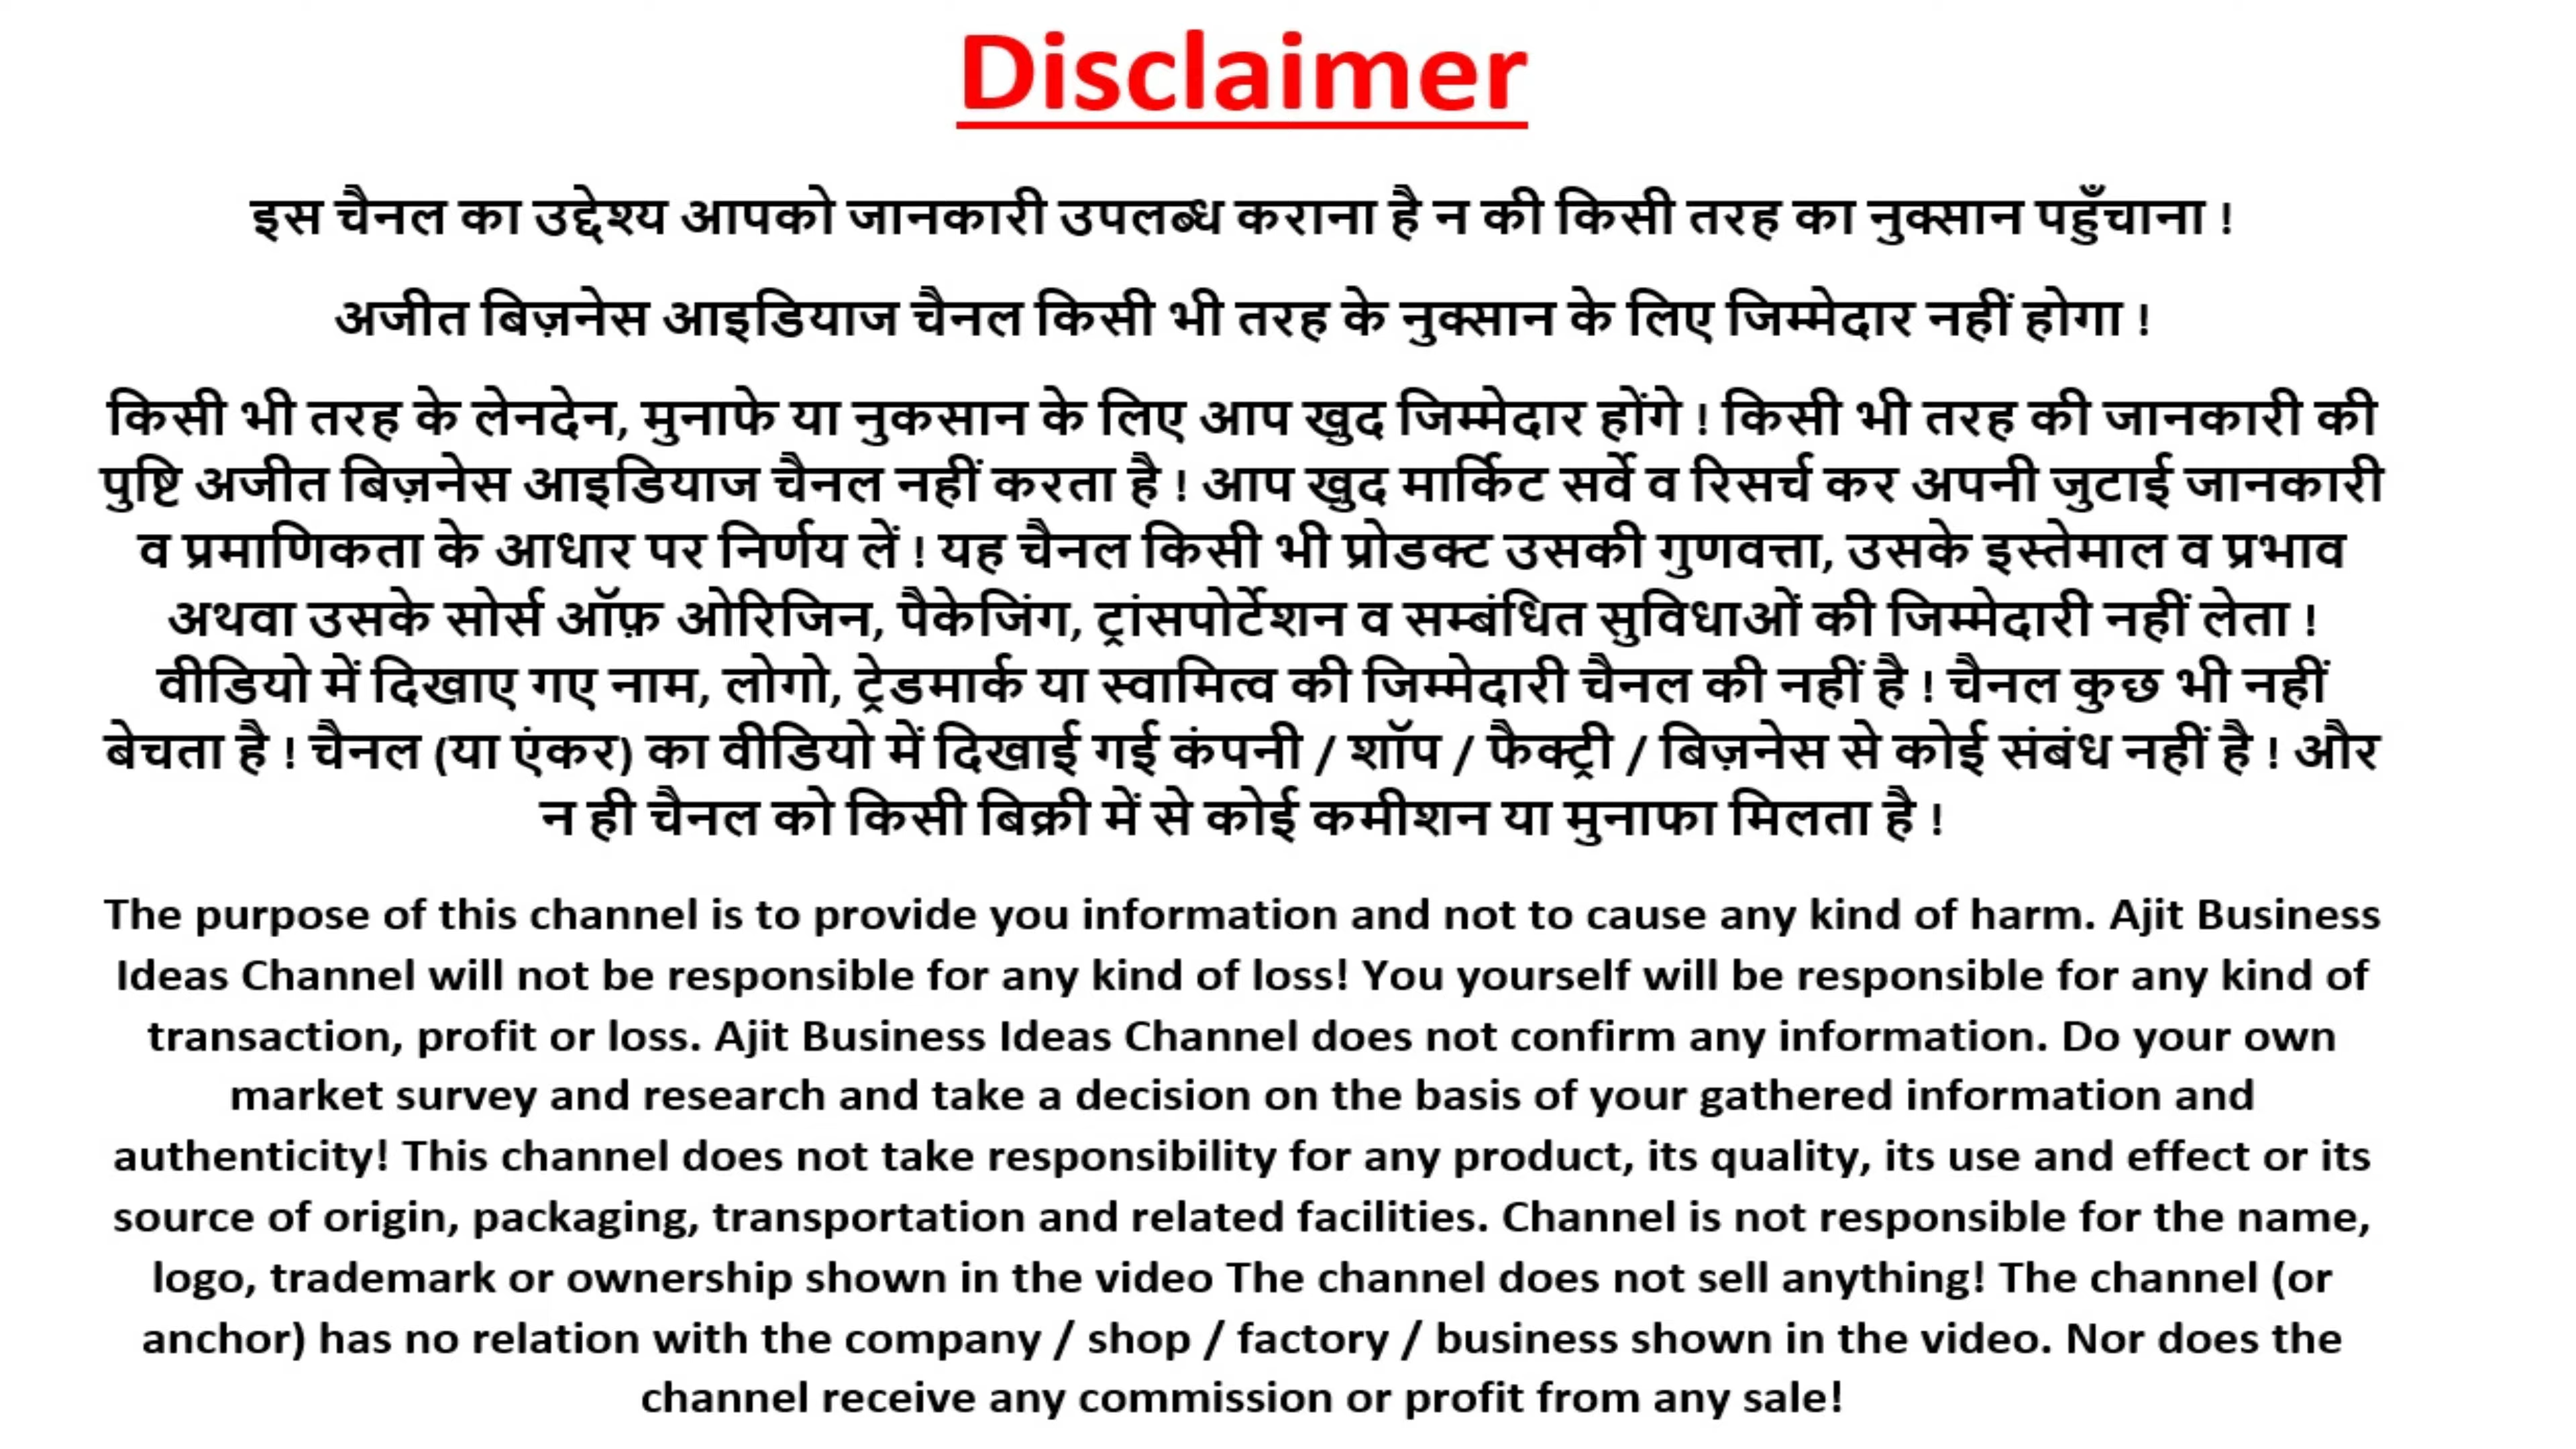 Disclaimer
इस चैनल का उद्देश्य आपको जानकारी उपलब्ध कराना है न की किसी तरह का नुक्सान पहुँचाना !
अजीत बिज़नेस आइडियाज चैनल किसी भी तरह के नुक्सान के लिए जिम्मेदार नहीं होगा !
किसी भी तरह के लेनदेन, मुनाफे या नुकसान के लिए आप खुद जिम्मेदार होंगे ! किसी भी तरह की जानकारी की
पुष्टि अजीत बिज़नेस आइडियाज चैनल नहीं करता है ! आप खुद मार्किट सर्वे व रिसर्च कर अपनी जुटाई जानकारी
व प्रमाणिकता के आधार पर निर्णय लें ! यह चैनल किसी भी प्रोडक्ट उसकी गुणवत्ता, उसके इस्तेमाल व प्रभाव
अथवा उसके सोर्स ऑफ़ ओरिजिन, पैकेजिंग, ट्रांसपोर्टेशन व सम्बंधित सुविधाओं की जिम्मेदारी नहीं लेता !
वीडियो में दिखाए गए नाम, लोगो, ट्रेडमार्क या स्वामित्व की जिम्मेदारी चैनल की नहीं है ! चैनल कुछ भी नहीं
बेचता है ! चैनल (या एंकर) का वीडियो में दिखाई गई कंपनी / शॉप / फैक्ट्री / बिज़नेस से कोई संबंध नहीं है ! और
न ही चैनल को किसी बिक्री में से कोई कमीशन या मुनाफा मिलता है !
The purpose of this channel is to provide you information and not to cause any kind of harm. Ajit Business
Ideas Channel will not be responsible for any kind of loss! You yourself will be responsible for any kind of
transaction, profit or loss. Ajit Business Ideas Channel does not confirm any information. Do your own
market survey and research and take a decision on the basis of your gathered information and
authenticity! This channel does not take responsibility for any product, its quality, its use and effect or its
source of origin, packaging, transportation and related facilities. Channel is not responsible for the name,
logo, trademark or ownership shown in the video The channel does not sell anything! The channel (or
anchor) has no relation with the company / shop / factory / business shown in the video. Nor does the
channel receive any commission or profit from any sale!